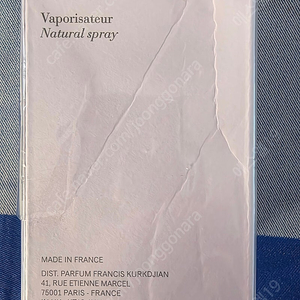 Vaporisateur
Natural spray
MADE IN FRANCE
DIST. PARFUM FRANCIS KURKDJIAN
41, RUE ETIENNE MARCEL
75001 PARIS - FRANCE